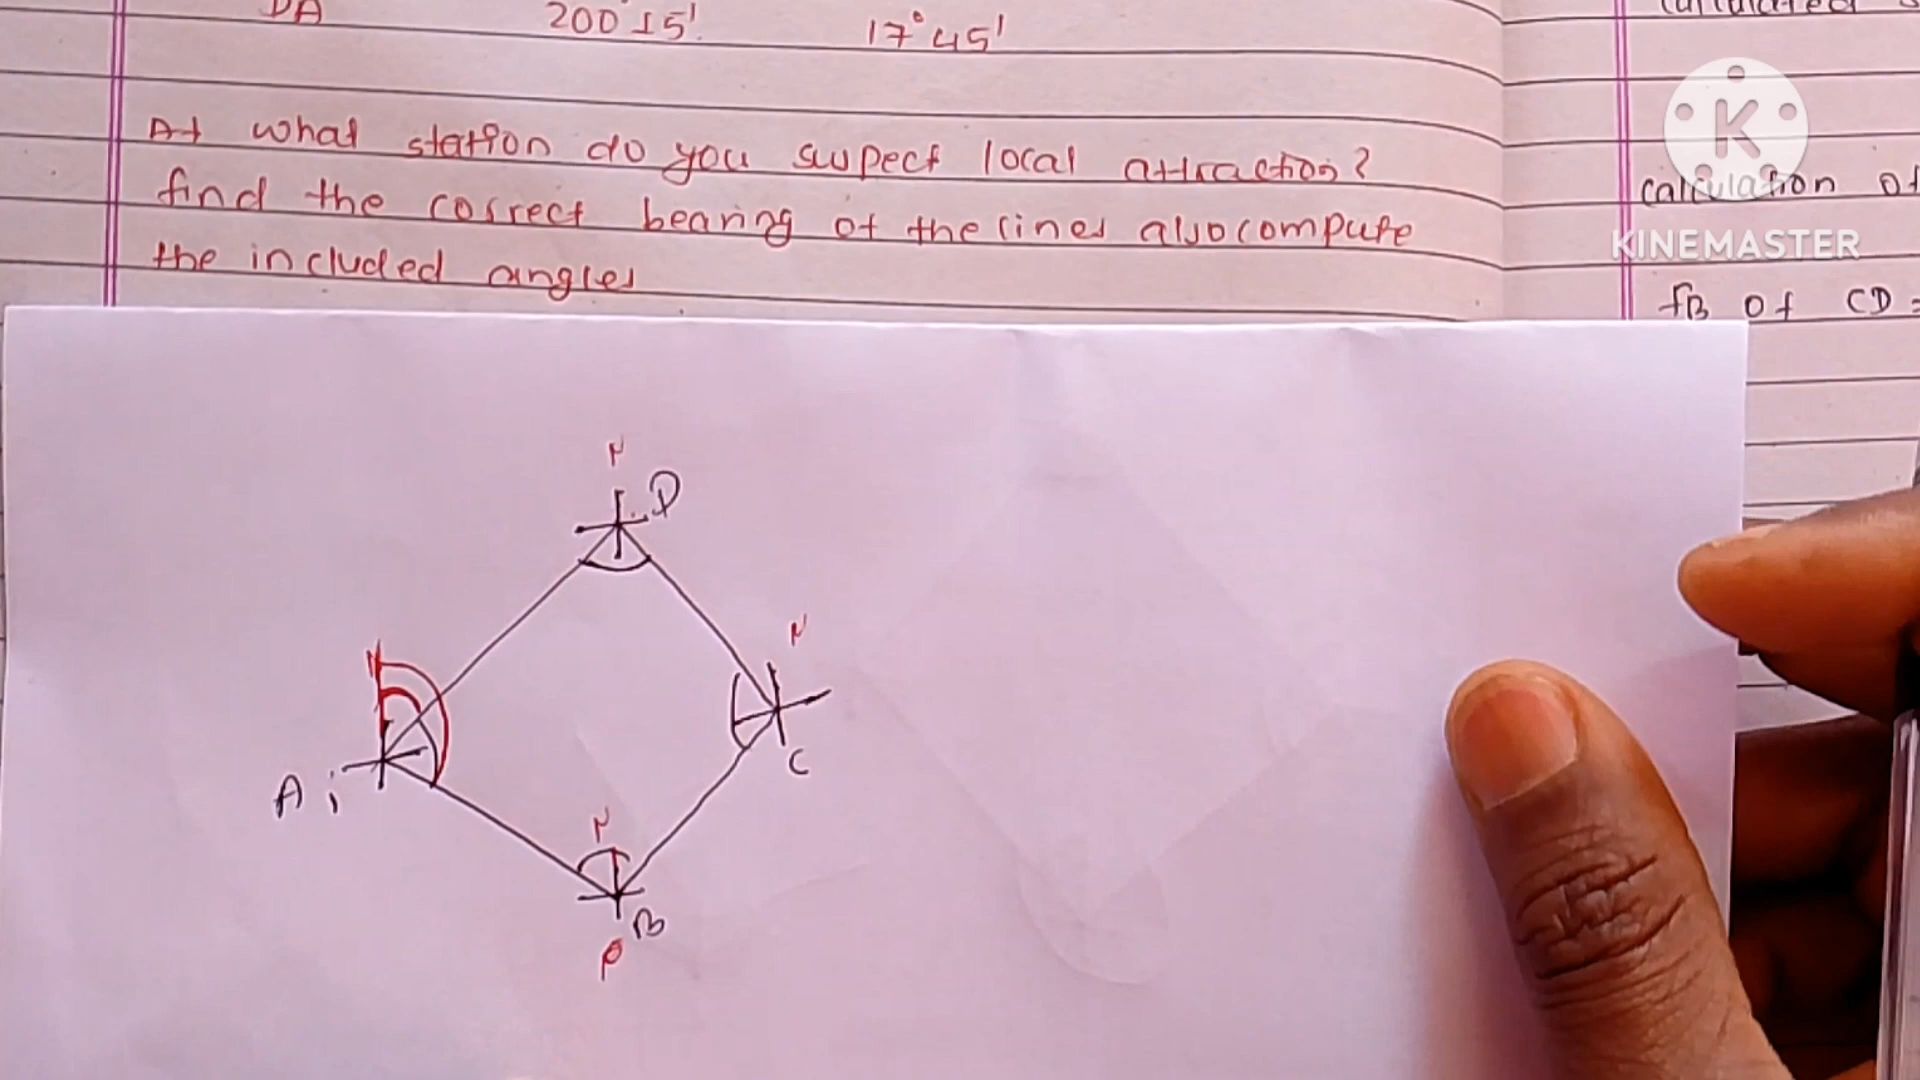 DA 200°15'. 17°45'
At what station do you suspect local attraction?
find the correct bearing of the lines also compute
the included angles
calculated
calculation of
fB of CD =
K
KINEMASTER
N
D
N
C
A
N
B